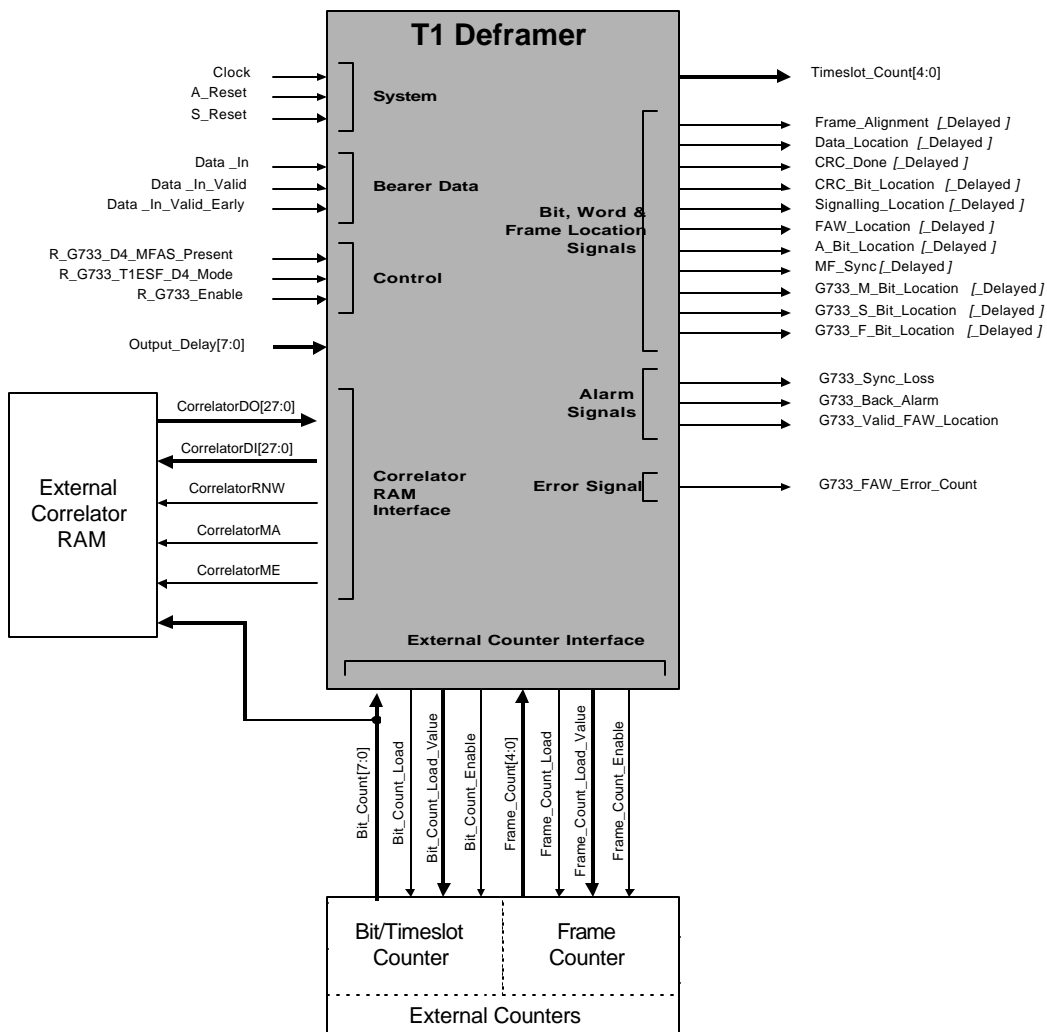 T1 Deframer
Clock
A_Reset
S_Reset
System
Data _In
Data _In_Valid
Data _In_Valid_Early
Bearer Data
R_G733_D4_MFAS_Present
R_G733_T1ESF_D4_Mode
R_G733_Enable
Control
Output_Delay[7:0]
Timeslot_Count[4:0]
Bit, Word &
Frame Location
Signals
Frame_Alignment [_Delayed ]
Data_Location [_Delayed ]
CRC_Done [_Delayed ]
CRC_Bit_Location [_Delayed ]
Signalling_Location [_Delayed ]
FAW_Location [_Delayed ]
A_Bit_Location [_Delayed ]
MF_Sync [_Delayed ]
G733_M_Bit_Location [_Delayed ]
G733_S_Bit_Location [_Delayed ]
G733_F_Bit_Location [_Delayed ]
Alarm
Signals
G733_Sync_Loss
G733_Back_Alarm
G733_Valid_FAW_Location
Error Signal
G733_FAW_Error_Count
External
Correlator
RAM
CorrelatorDO[27:0]
CorrelatorDI[27:0]
CorrelatorRNW
CorrelatorMA
CorrelatorME
Correlator
RAM
Interface
External Counter Interface
Bit_Count[7:0]
Bit_Count_Load
Bit_Count_Load_Value
Bit_Count_Enable
Frame_Count[4:0]
Frame_Count_Load
Frame_Count_Load_Value
Frame_Count_Enable
Bit/Timeslot
Counter
Frame
Counter
External Counters